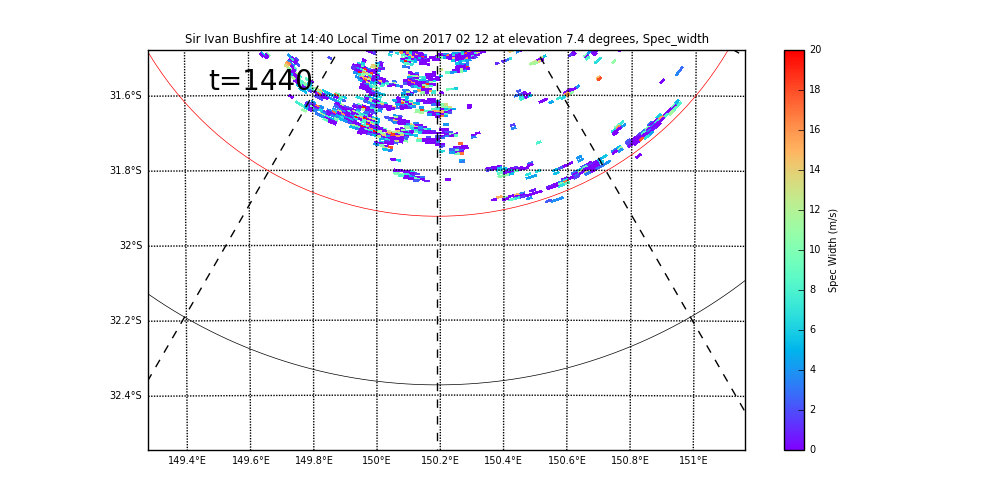 Sir Ivan Bushfire at 14:40 Local Time on 2017 02 12 at elevation 7.4 degrees, Spec_width
t=1440
31.6°S
31.8°S
32°S
32.2°S
32.4°S
149.4°E 149.6°E 149.8°E 150°E 150.2°E 150.4°E 150.6°E 150.8°E 151°E
20
18
16
14
12
10
8
6
4
2
0
Spec Width (m/s)